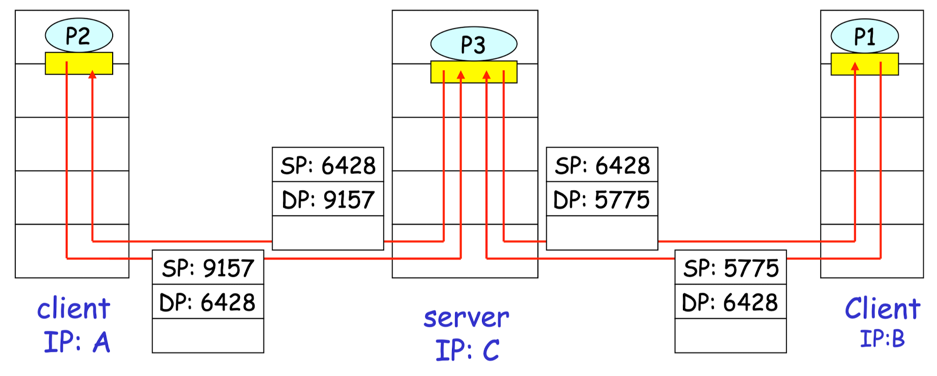 P2
P3
P1
SP: 6428
DP: 9157
SP: 6428
DP: 5775
SP: 9157
DP: 6428
SP: 5775
DP: 6428
client
IP: A
server
IP: C
Client
IP:B